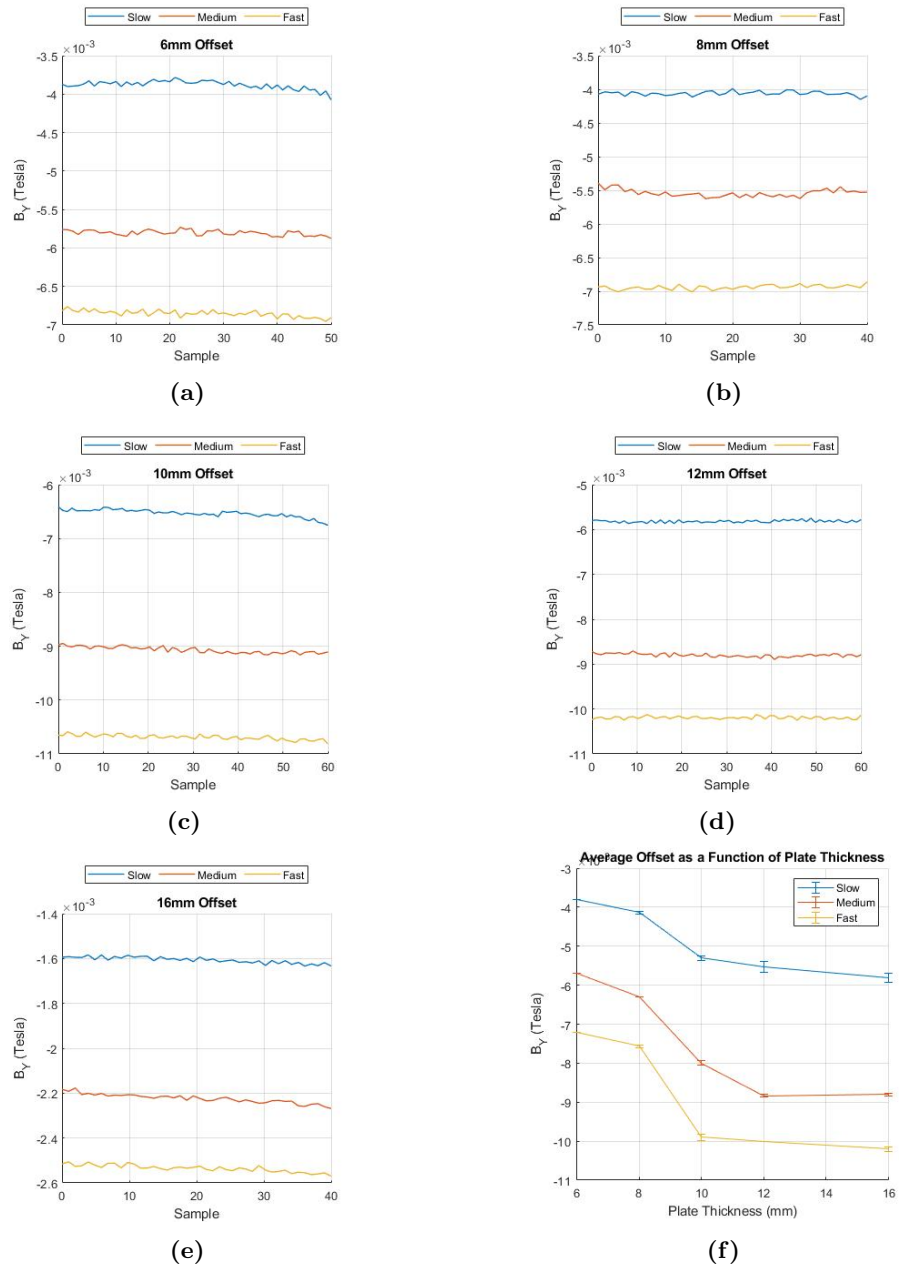 Slow Medium Fast
×10⁻³
6mm Offset
-3.5
-4
-4.5
-5
-5.5
-6
-6.5
-7
B_Y (Tesla)
0 10 20 30 40 50
Sample
(a)
Slow Medium Fast
×10⁻³
8mm Offset
-3.5
-4
-4.5
-5
-5.5
-6
-6.5
-7
-7.5
B_Y (Tesla)
0 10 20 30 40
Sample
(b)
Slow Medium Fast
×10⁻³
10mm Offset
-6
-7
-8
-9
-10
-11
B_Y (Tesla)
0 10 20 30 40 50 60
Sample
(c)
Slow Medium Fast
×10⁻³
12mm Offset
-5
-6
-7
-8
-9
-10
-11
B_Y (Tesla)
0 10 20 30 40 50 60
Sample
(d)
Slow Medium Fast
×10⁻³
16mm Offset
-1.4
-1.6
-1.8
-2
-2.2
-2.4
-2.6
B_Y (Tesla)
0 10 20 30 40
Sample
(e)
Average Offset as a Function of Plate Thickness
Slow
Medium
Fast
-3
-4
-5
-6
-7
-8
-9
-10
-11
B_Y (Tesla)
6 8 10 12 14 16
Plate Thickness (mm)
(f)